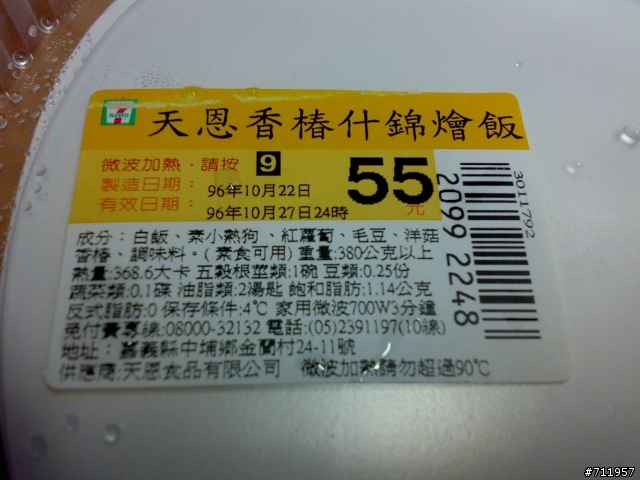 天恩香椿什錦燴飯
微波加熱．請按 9
製造日期： 96年10月22日
有效日期： 96年10月27日24時
55元
成分：白飯、素小熱狗、紅蘿蔔、毛豆、洋菇
香椿、調味料。(素食可用) 重量:380公克以上
熱量:368.6大卡 五穀根莖類:1碗 豆類:0.25份
蔬菜類:0.1碟 油脂類:2湯匙 飽和脂肪:1.14公克
反式脂肪:0 保存條件:4℃ 家用微波700W3分鐘
免付費專線:08000-32132 電話:(05)2391197(10線)
地址：嘉義縣中埔鄉金蘭村24-11號
供應商:天恩食品有限公司 微波加熱請勿超過90℃
2099 2248
3011792
#711957